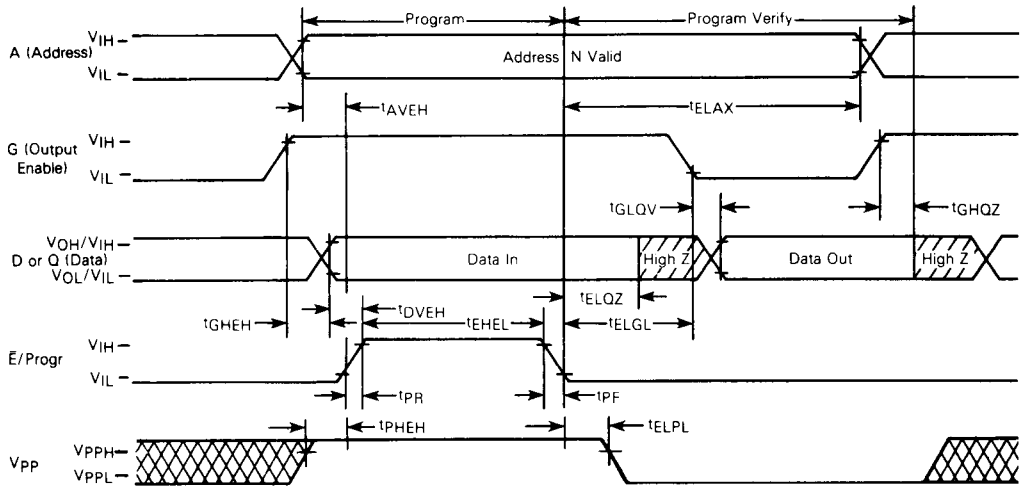 Program
Program Verify
A (Address)
VIH
VIL
Address N Valid
tAVEH
tELAX
G (Output
Enable)
VIH
VIL
tGLQV
tGHQZ
VOH/VIH
D or Q (Data)
VOL/VIL
Data In
High Z
Data Out
High Z
tELQZ
tGHEH
tDVEH
tEHEL
tELGL
E̅/Progr
VIH
VIL
tPR
tPF
tPHEH
tELPL
VPP
VPPH
VPPL